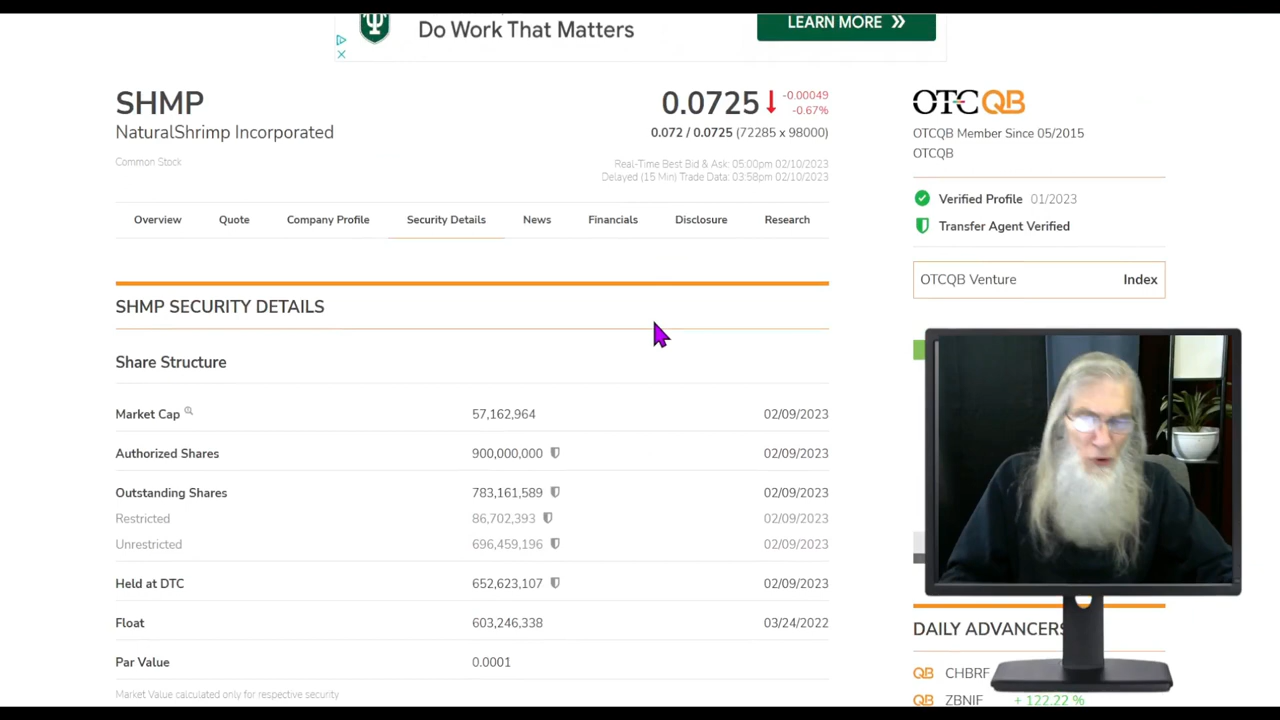 Do Work That Matters
LEARN MORE »
SHMP
NaturalShrimp Incorporated
Common Stock
0.0725
-0.00049
-0.67%
0.072 / 0.0725 (72285 x 98000)
Real-Time Best Bid & Ask: 05:00pm 02/10/2023
Delayed (15 Min) Trade Data: 03:58pm 02/10/2023
OTCQB
OTCQB Member Since 05/2015
OTCQB
Verified Profile 01/2023
Transfer Agent Verified
OTCQB Venture Index
Overview Quote Company Profile Security Details News Financials Disclosure Research
SHMP SECURITY DETAILS
Share Structure
Market Cap 57,162,964 02/09/2023
Authorized Shares 900,000,000 02/09/2023
Outstanding Shares 783,161,589 02/09/2023
Restricted 86,702,393 02/09/2023
Unrestricted 696,459,196 02/09/2023
Held at DTC 652,623,107 02/09/2023
Float 603,246,338 03/24/2022
Par Value 0.0001
Market Value calculated only for respective security
DAILY ADVANCERS
QB CHBRF
QB ZBNIF + 122.22 %